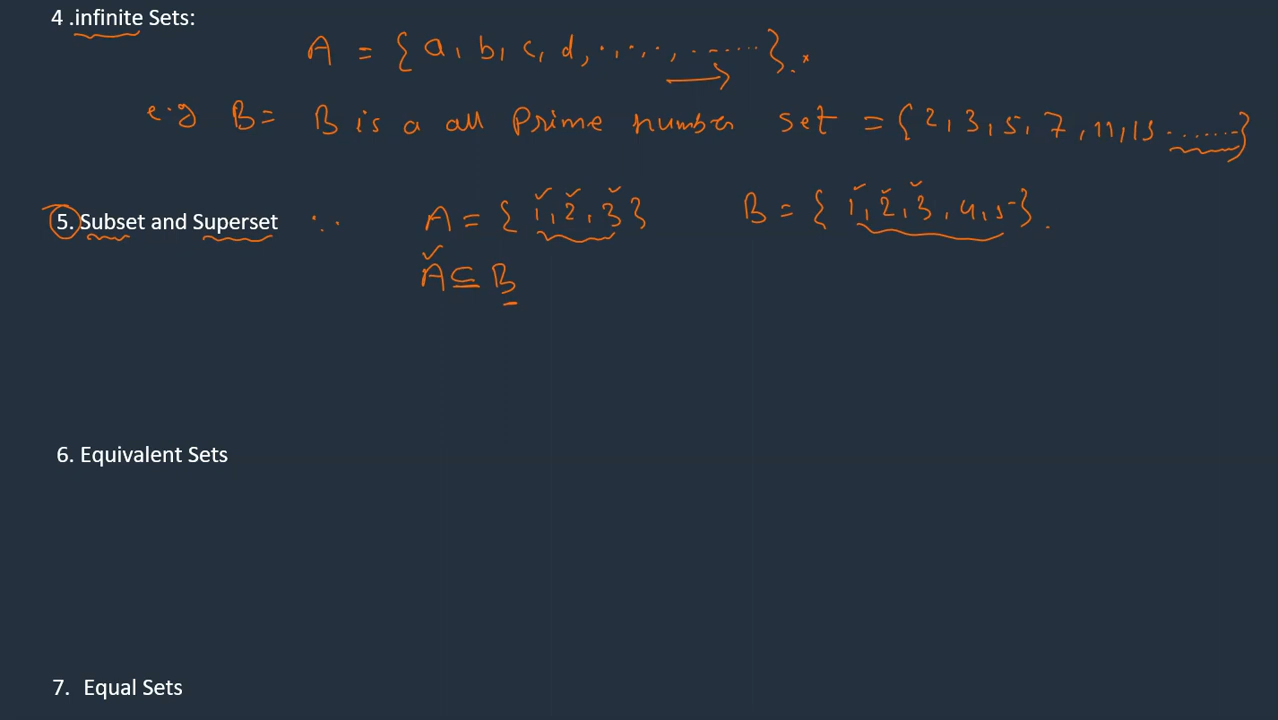 4 .infinite Sets:
A = { a, b, c, d, ......, ....... }.
e.g B = B is a all Prime number set = { 2, 3, 5, 7, 11, 13 ....... }
5. Subset and Superset : A = { 1, 2, 3 } B = { 1, 2, 3, 4, 5 }.
A ⊆ B
6. Equivalent Sets
7. Equal Sets